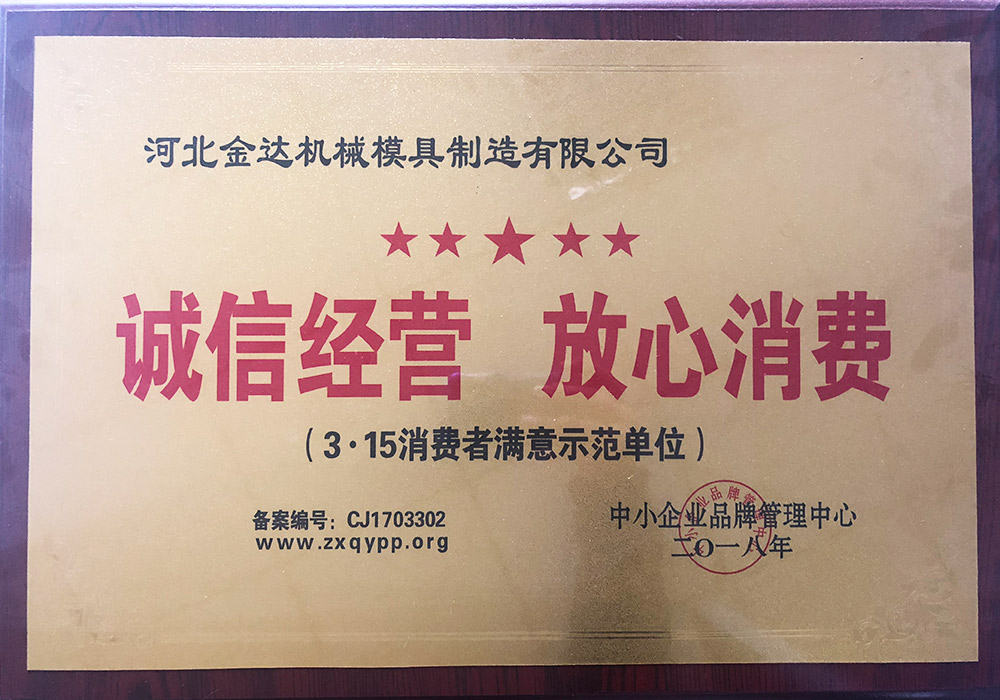 河北金达机械模具制造有限公司
诚信经营 放心消费
（3·15消费者满意示范单位）
备案编号：CJ1703302
www.zxqypp.org
中小企业品牌管理中心
二〇一八年